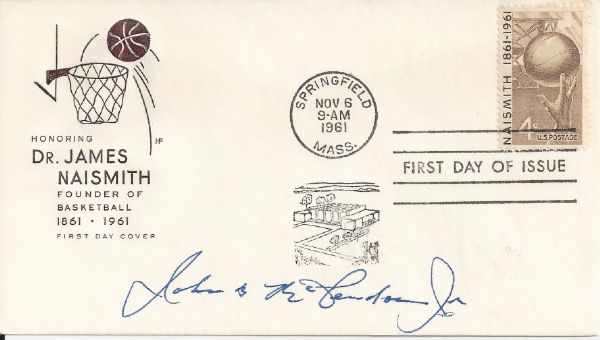 HONORING
DR. JAMES
NAISMITH
FOUNDER OF
BASKETBALL
1861 · 1961
FIRST DAY COVER
HF
SPRINGFIELD
NOV 6
9-AM
1961
MASS.
NAISMITH 1861-1961
4¢
U.S. POSTAGE
FIRST DAY OF ISSUE
John B McLendon Jr